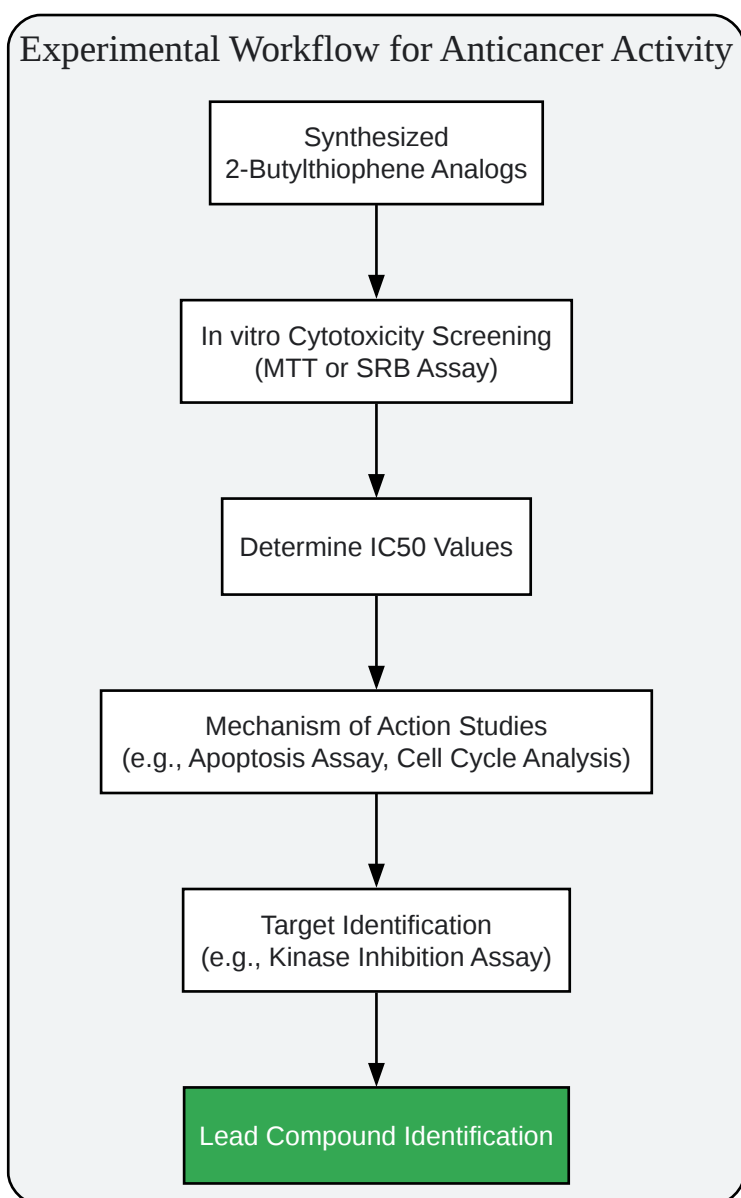 Experimental Workflow for Anticancer Activity
Synthesized
2-Butylthiophene Analogs
In vitro Cytotoxicity Screening
(MTT or SRB Assay)
Determine IC50 Values
Mechanism of Action Studies
(e.g., Apoptosis Assay, Cell Cycle Analysis)
Target Identification
(e.g., Kinase Inhibition Assay)
Lead Compound Identification